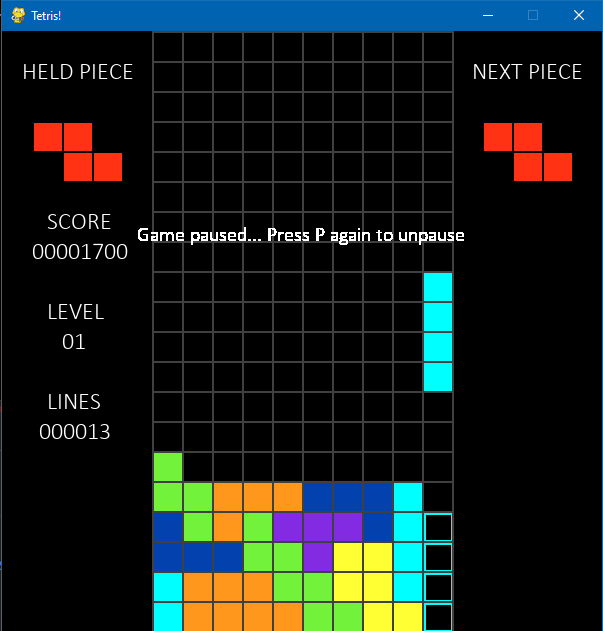 Tetris!
HELD PIECE
NEXT PIECE
SCORE
00001700
Game paused... Press P again to unpause
LEVEL
01
LINES
000013